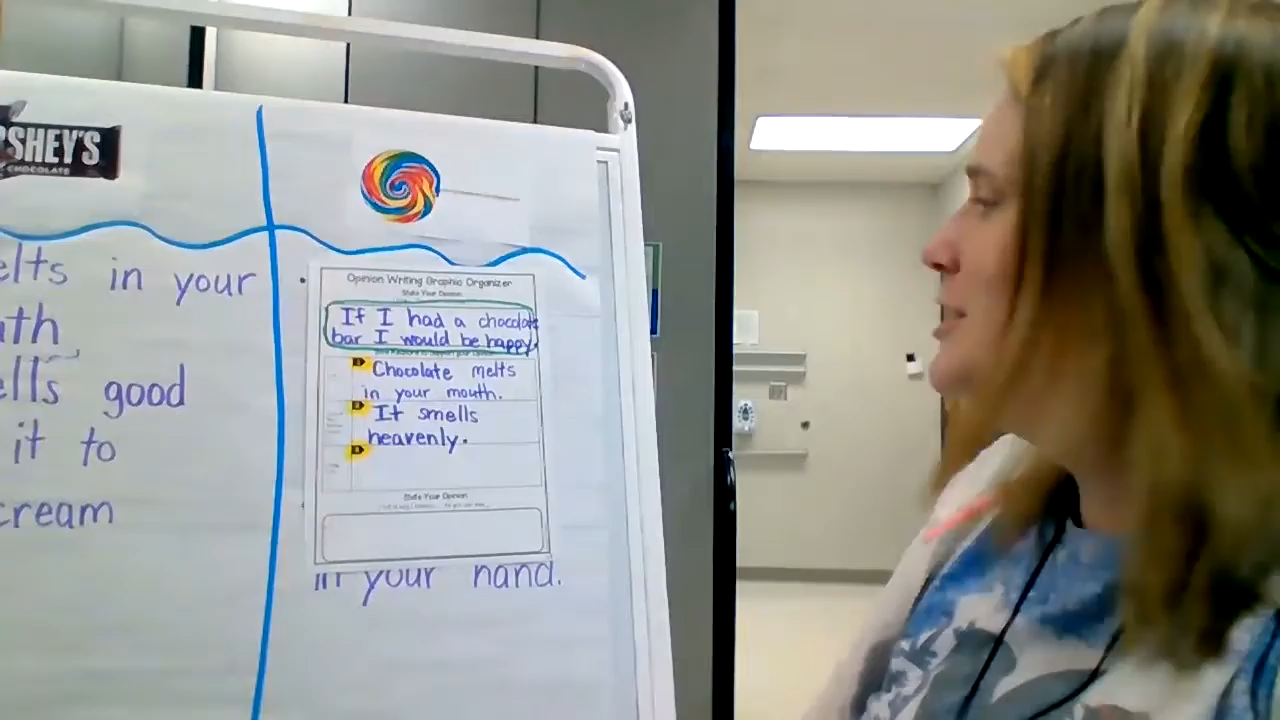 SHEY'S
CHOCOLATE
elts in your
uth
ells good
it to
cream
Opinion Writing Graphic Organizer
State Your Opinion
If I had a chocolate
bar I would be happy.
Chocolate melts
in your mouth.
It smells
heavenly.
State Your Opinion
in your hand.